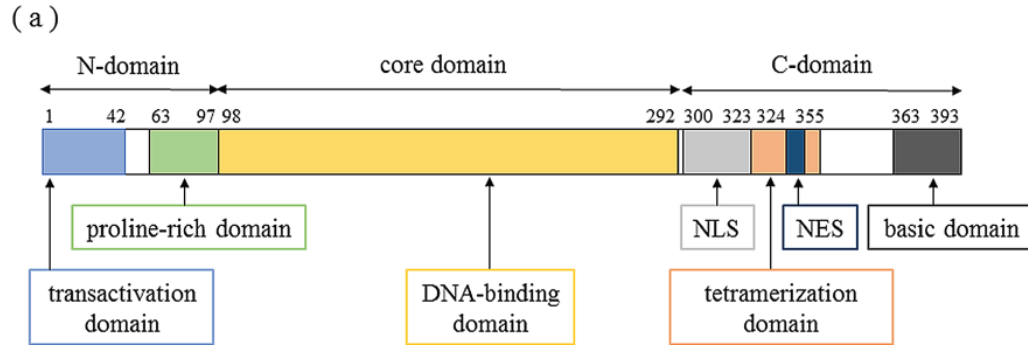 ( a )
N-domain core domain C-domain
1 42 63 97 98 292 300 323 324 355 363 393
proline-rich domain NLS NES basic domain
transactivation
domain
DNA-binding
domain
tetramerization
domain